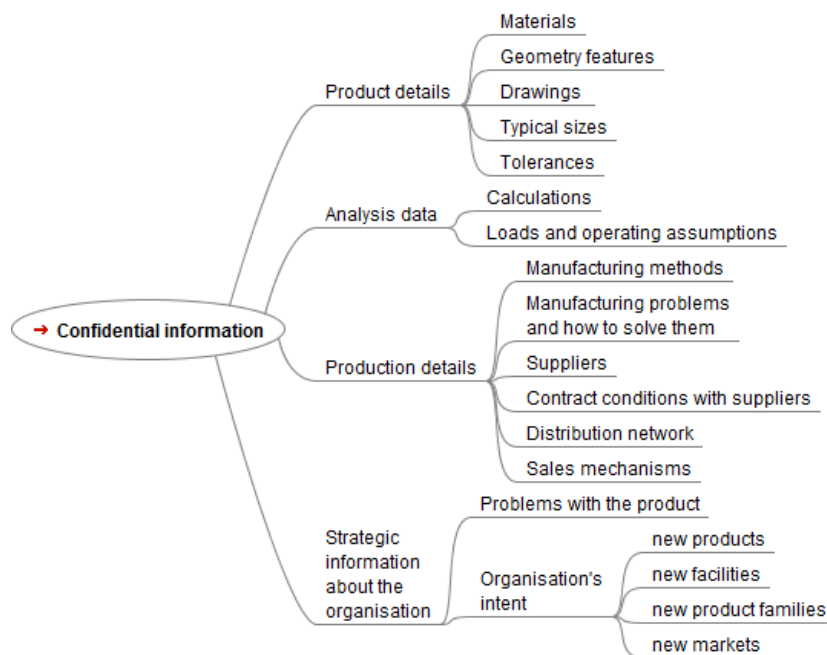 Materials
Geometry features
Product details
Drawings
Typical sizes
Tolerances
Calculations
Analysis data
Loads and operating assumptions
Manufacturing methods
Manufacturing problems
and how to solve them
→ Confidential information
Production details
Suppliers
Contract conditions with suppliers
Distribution network
Sales mechanisms
Problems with the product
Strategic
information
about the
organisation
Organisation's
intent
new products
new facilities
new product families
new markets